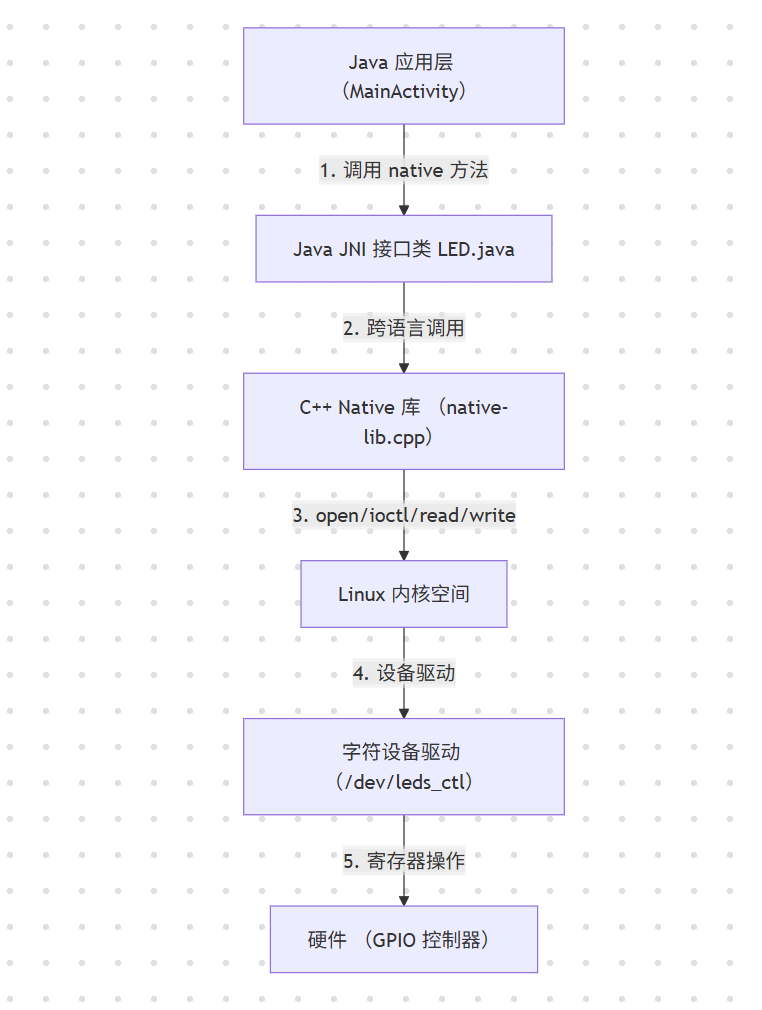 Java 应用层
（MainActivity）
1. 调用 native 方法
Java JNI 接口类 LED.java
2. 跨语言调用
C++ Native 库 （native-
lib.cpp）
3. open/ioctl/read/write
Linux 内核空间
4. 设备驱动
字符设备驱动
（/dev/leds_ctl）
5. 寄存器操作
硬件 （GPIO 控制器）